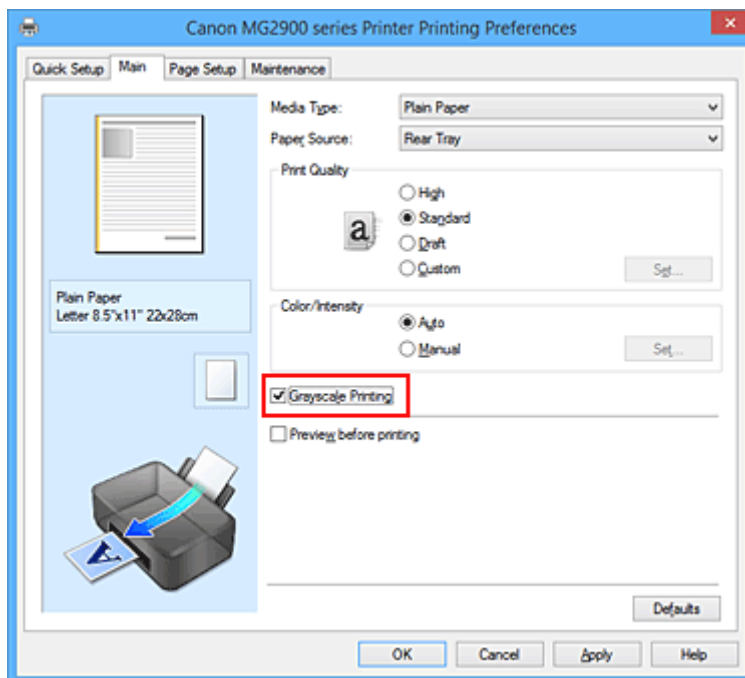 Canon MG2900 series Printer Printing Preferences
Quick Setup Main Page Setup Maintenance
Media Type: Plain Paper
Paper Source: Rear Tray
Print Quality
High
a Standard
Draft
Custom Set...
Plain Paper
Letter 8.5"x11" 22x28cm
Color/Intensity
Auto
Manual Set...
Grayscale Printing
Preview before printing
A
Defaults
OK Cancel Apply Help